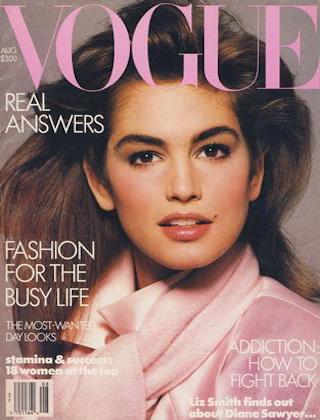 VOGUE
AUG
$3.00
REAL
ANSWERS
FASHION
FOR THE
BUSY LIFE
THE MOST-WANTED
DAY LOOKS
stamina & success:
18 women at the top
ADDICTION:
HOW TO
FIGHT BACK
Liz Smith finds out
about Diane Sawyer...
08